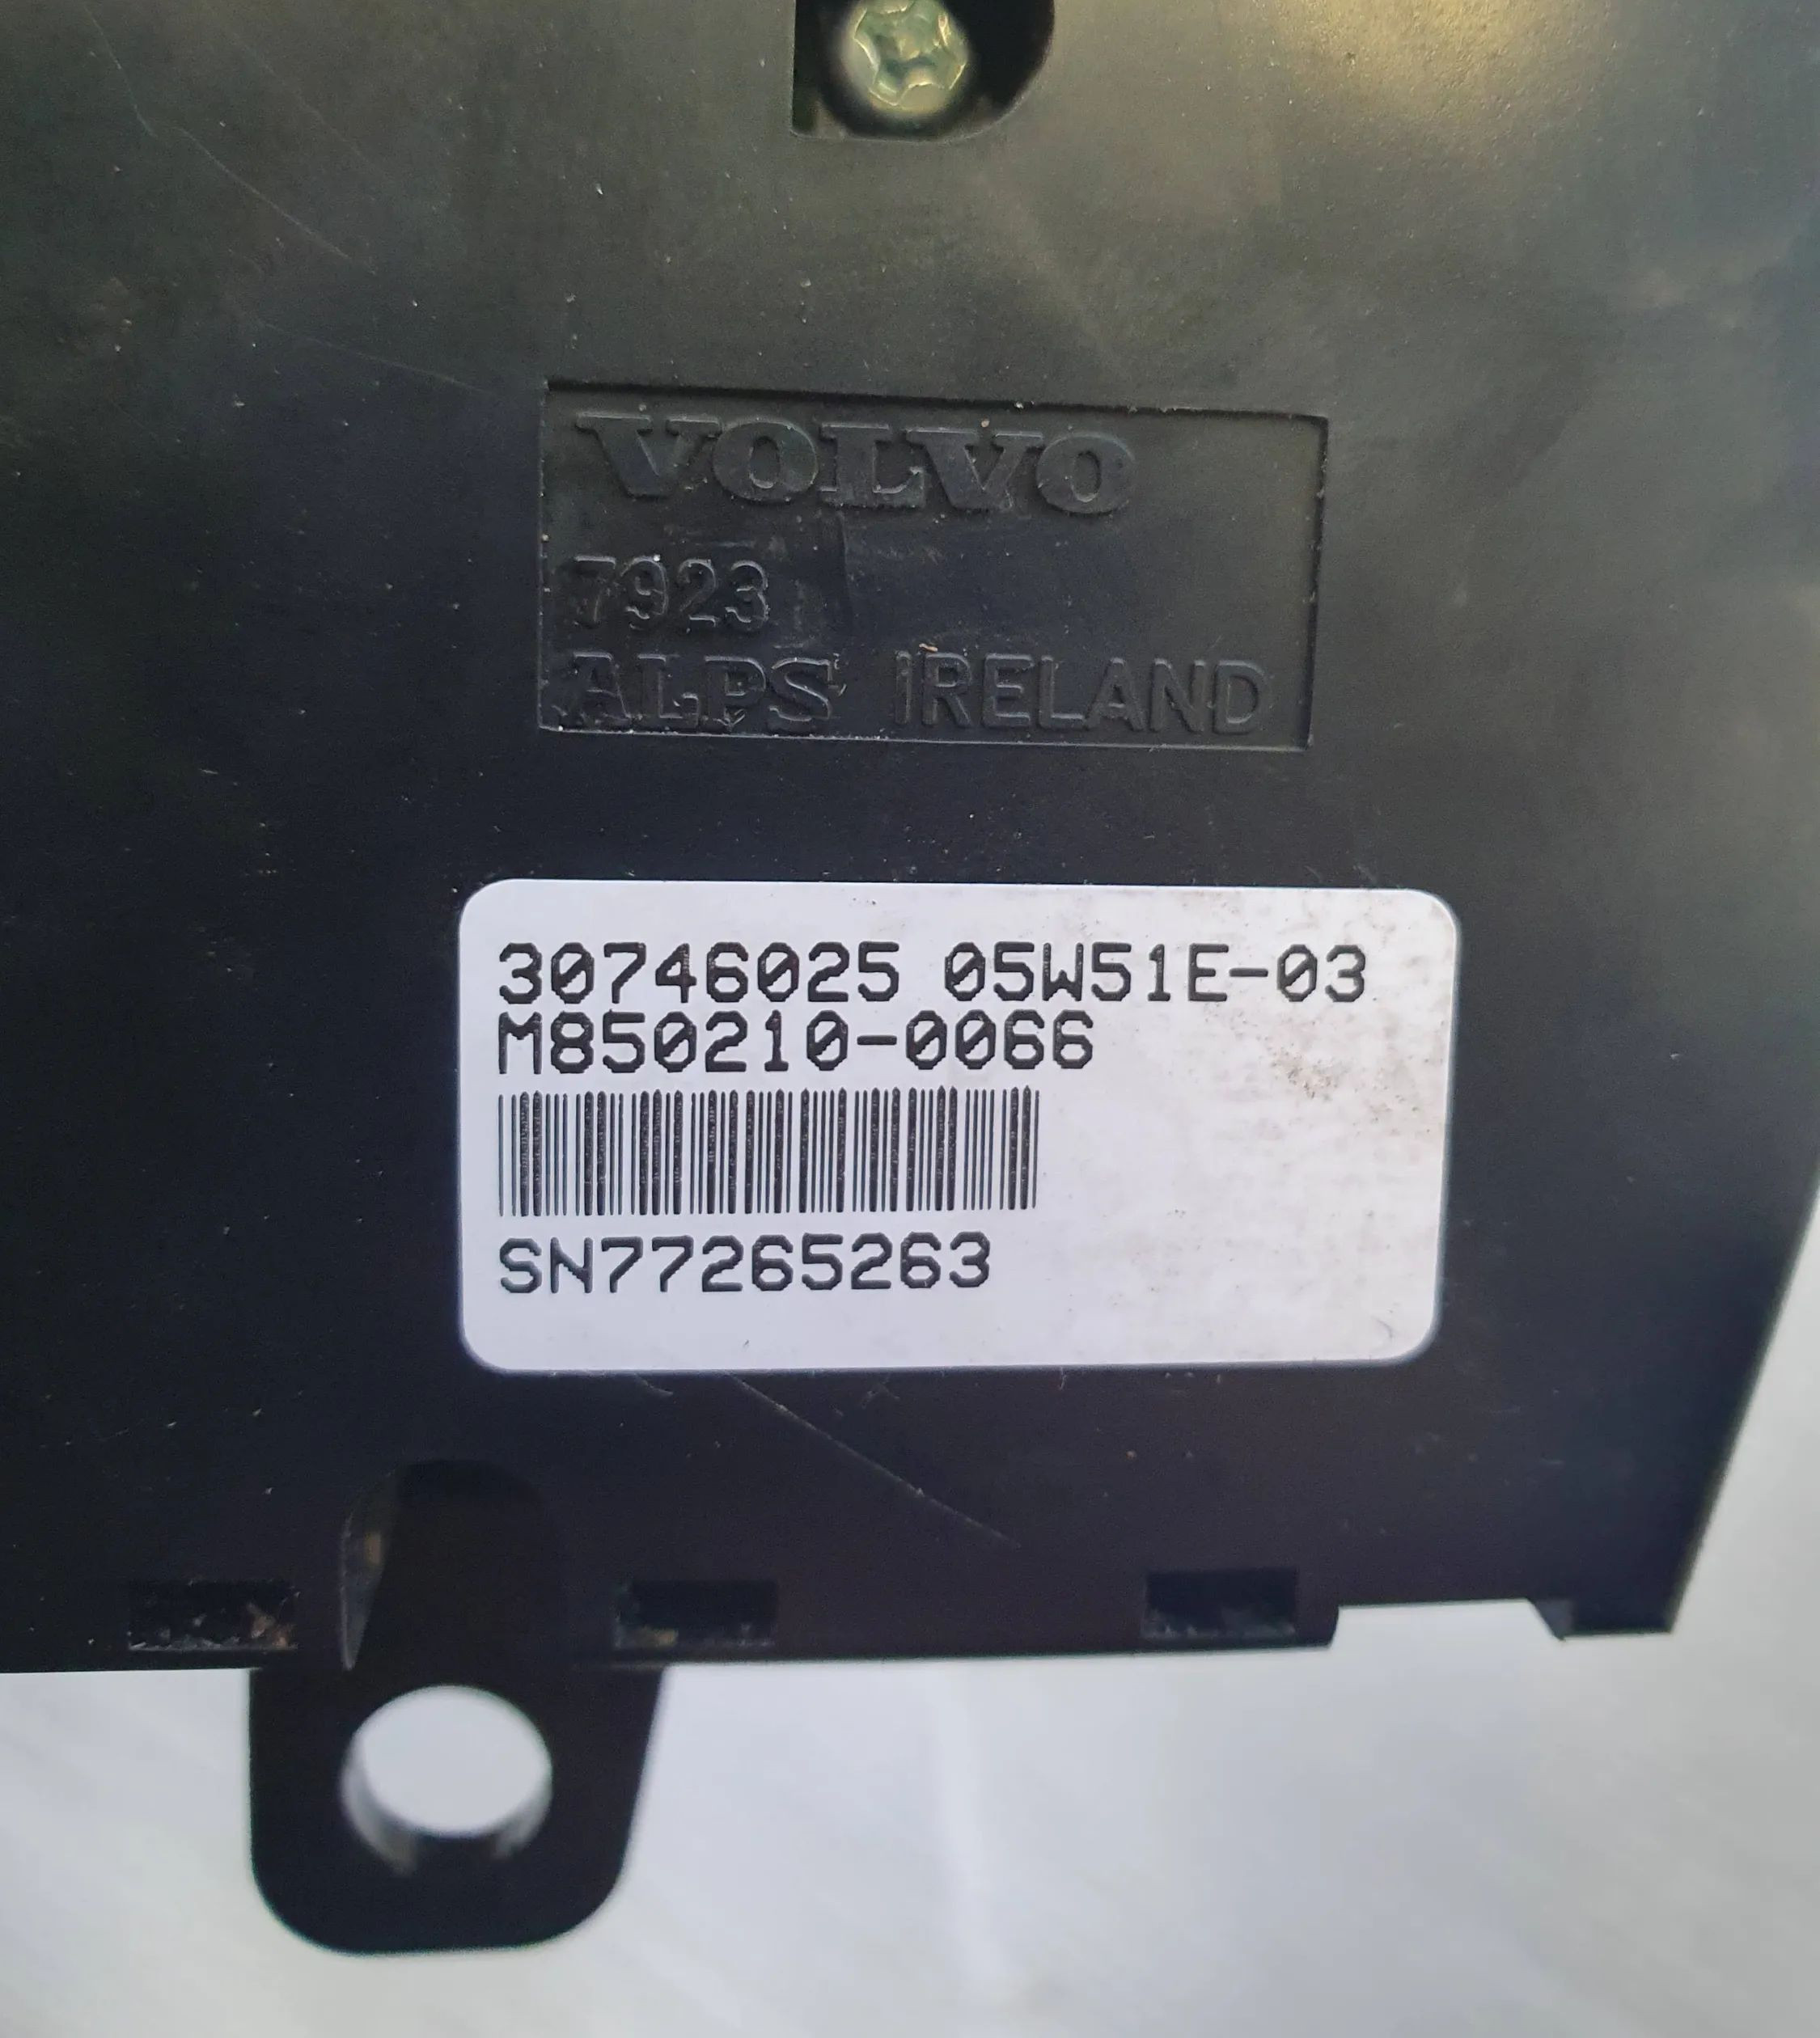 VOLVO
7923
ALPS IRELAND
30746025 05W51E-03
M850210-0066
SN77265263